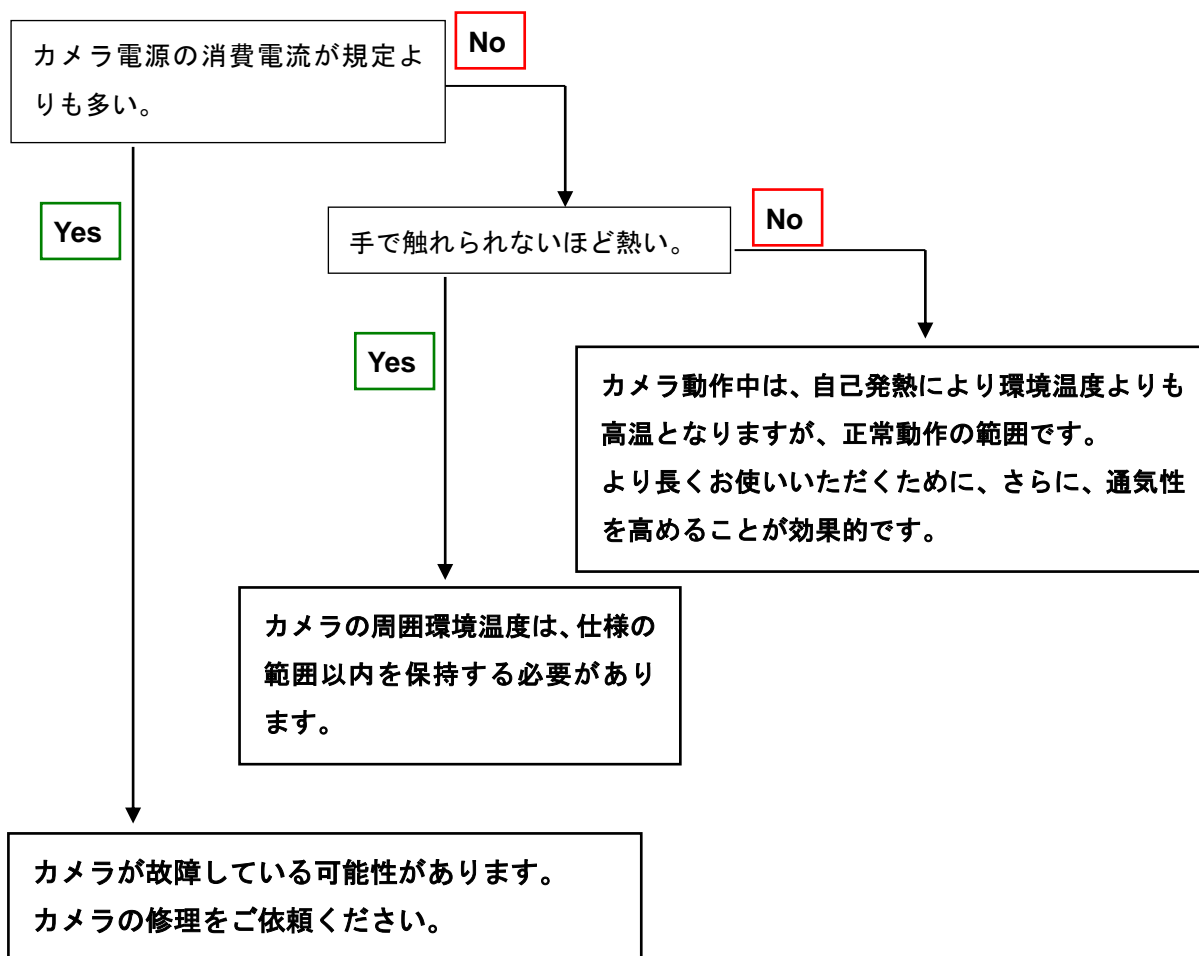 カメラ電源の消費電流が規定よ
りも多い。
No
Yes
手で触れられないほど熱い。
No
Yes
カメラ動作中は、自己発熱により環境温度よりも
高温となりますが、正常動作の範囲です。
より長くお使いいただくために、さらに、通気性
を高めることが効果的です。
カメラの周囲環境温度は、仕様の
範囲以内を保持する必要があり
ます。
カメラが故障している可能性があります。
カメラの修理をご依頼ください。